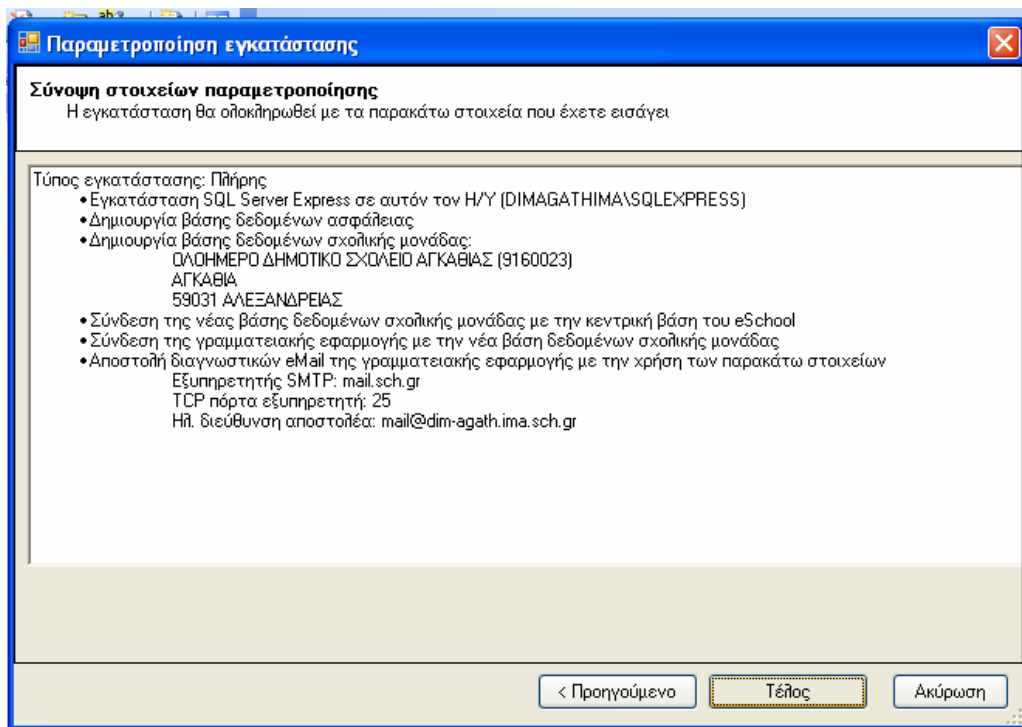 Παραμετροποίηση εγκατάστασης
Σύνοψη στοιχείων παραμετροποίησης
Η εγκατάσταση θα ολοκληρωθεί με τα παρακάτω στοιχεία που έχετε εισάγει
Τύπος εγκατάστασης: Πλήρης
•Εγκατάσταση SQL Server Express σε αυτόν τον Η/Υ (DIMAGATHIMA\SQLEXPRESS)
•Δημιουργία βάσης δεδομένων ασφάλειας
•Δημιουργία βάσης δεδομένων σχολικής μονάδας:
ΟΛΟΗΜΕΡΟ ΔΗΜΟΤΙΚΟ ΣΧΟΛΕΙΟ ΑΓΚΑΘΙΑΣ (9160023)
ΑΓΚΑΘΙΑ
59031 ΑΛΕΞΑΝΔΡΕΙΑΣ
•Σύνδεση της νέας βάσης δεδομένων σχολικής μονάδας με την κεντρική βάση του eSchool
•Σύνδεση της γραμματειακής εφαρμογής με την νέα βάση δεδομένων σχολικής μονάδας
•Αποστολή διαγνωστικών eMail της γραμματειακής εφαρμογής με την χρήση των παρακάτω στοιχείων
Εξυπηρετητής SMTP: mail.sch.gr
TCP πόρτα εξυπηρετητή: 25
Ηλ. διεύθυνση αποστολέα: mail@dim-agath.ima.sch.gr
< Προηγούμενο
Τέλος
Ακύρωση